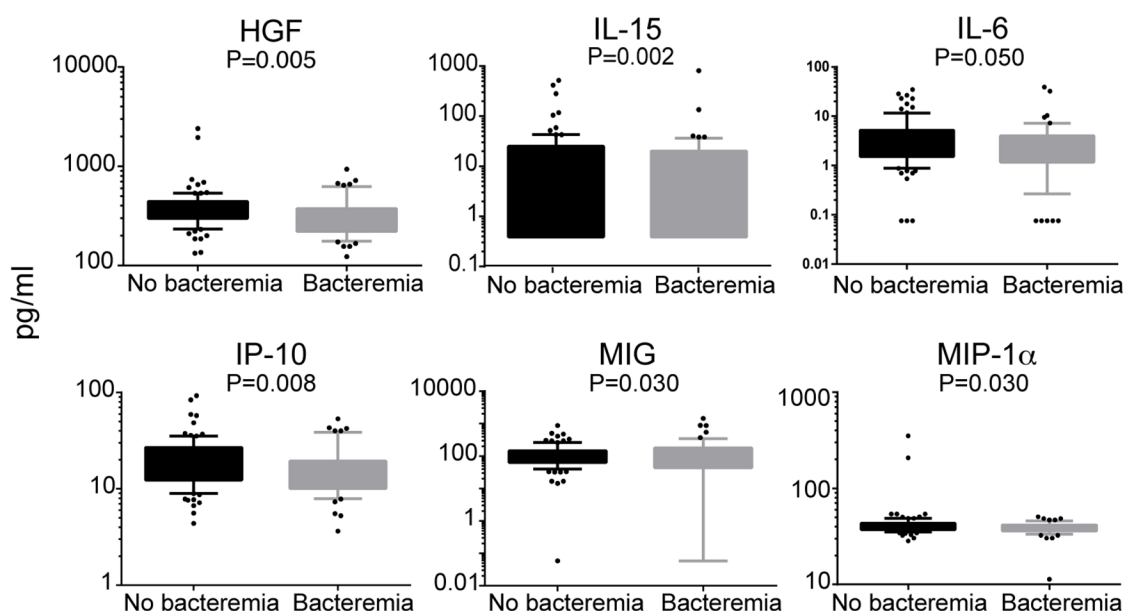 HGF
P=0.005
10000
1000
100
No bacteremia Bacteremia
IL-15
P=0.002
1000
100
10
1
0.1
No bacteremia Bacteremia
IL-6
P=0.050
100
10
1
0.1
0.01
No bacteremia Bacteremia
pg/ml
IP-10
P=0.008
100
10
1
No bacteremia Bacteremia
MIG
P=0.030
10000
100
1
0.01
No bacteremia Bacteremia
MIP-1α
P=0.030
1000
100
10
No bacteremia Bacteremia